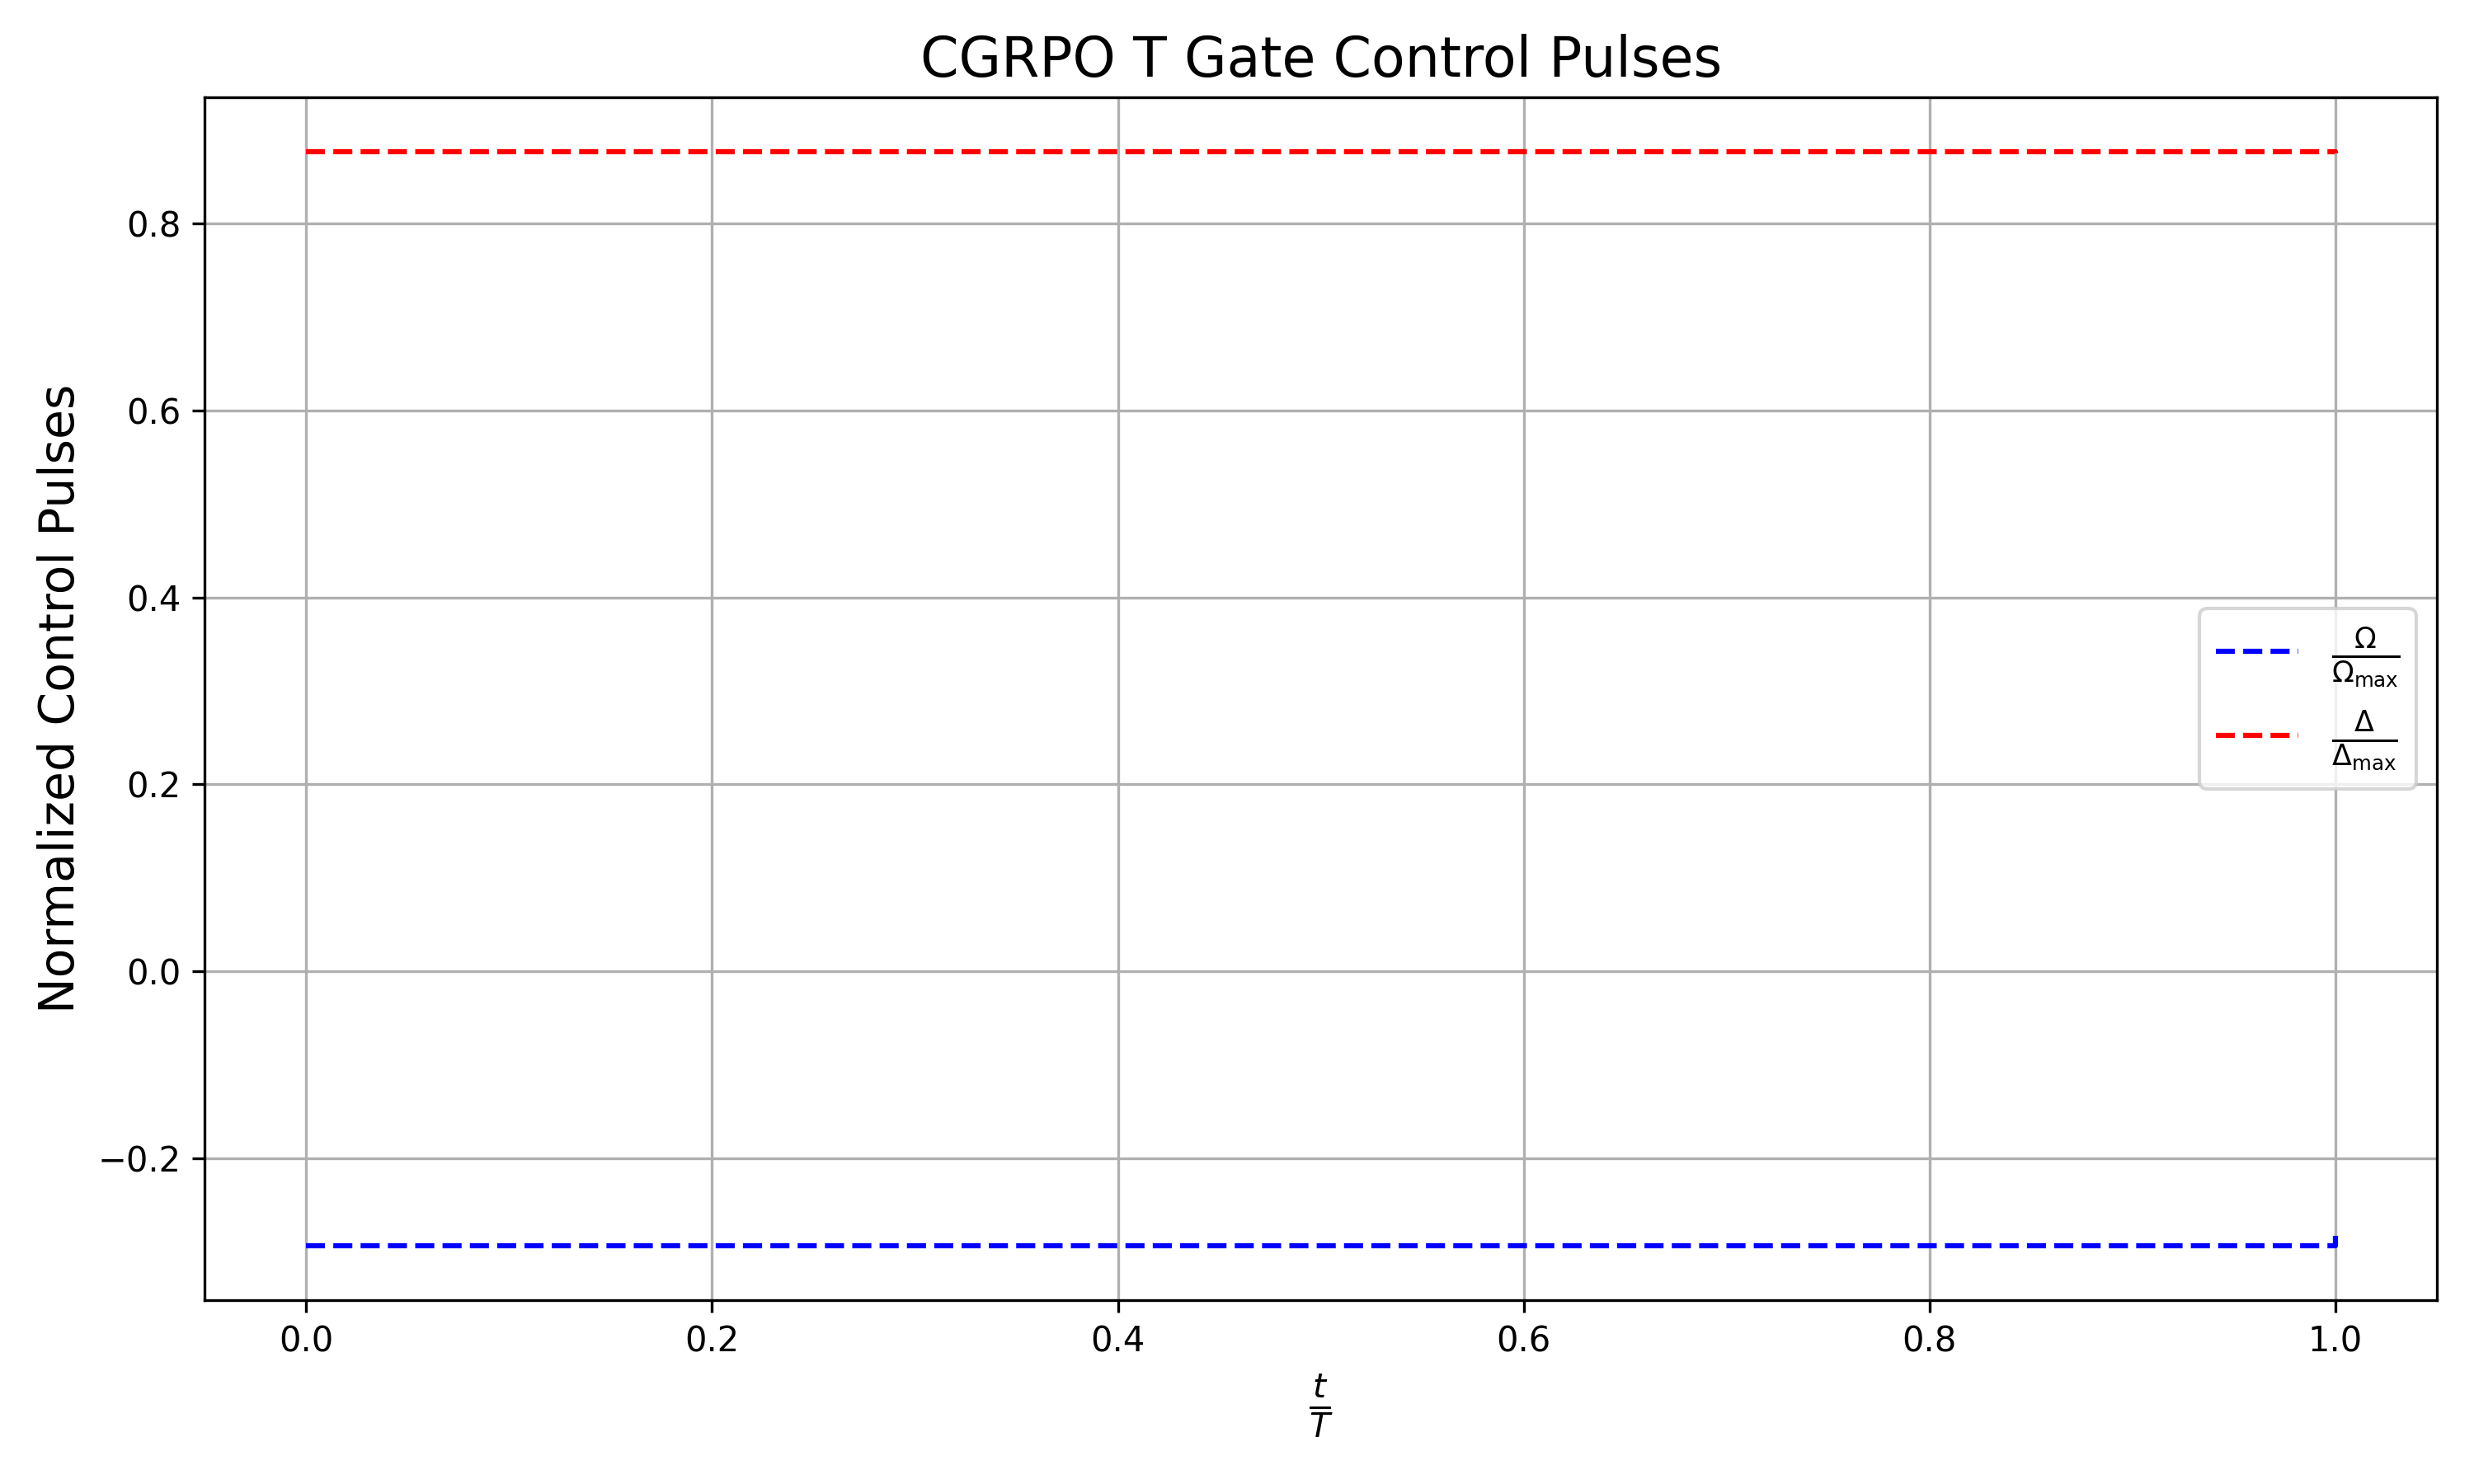 CGRPO T Gate Control Pulses
Normalized Control Pulses
0.8
0.6
0.4
0.2
0.0
−0.2
Ω
Ωmax
Δ
Δmax
0.0 0.2 0.4 0.6 0.8 1.0
t
T